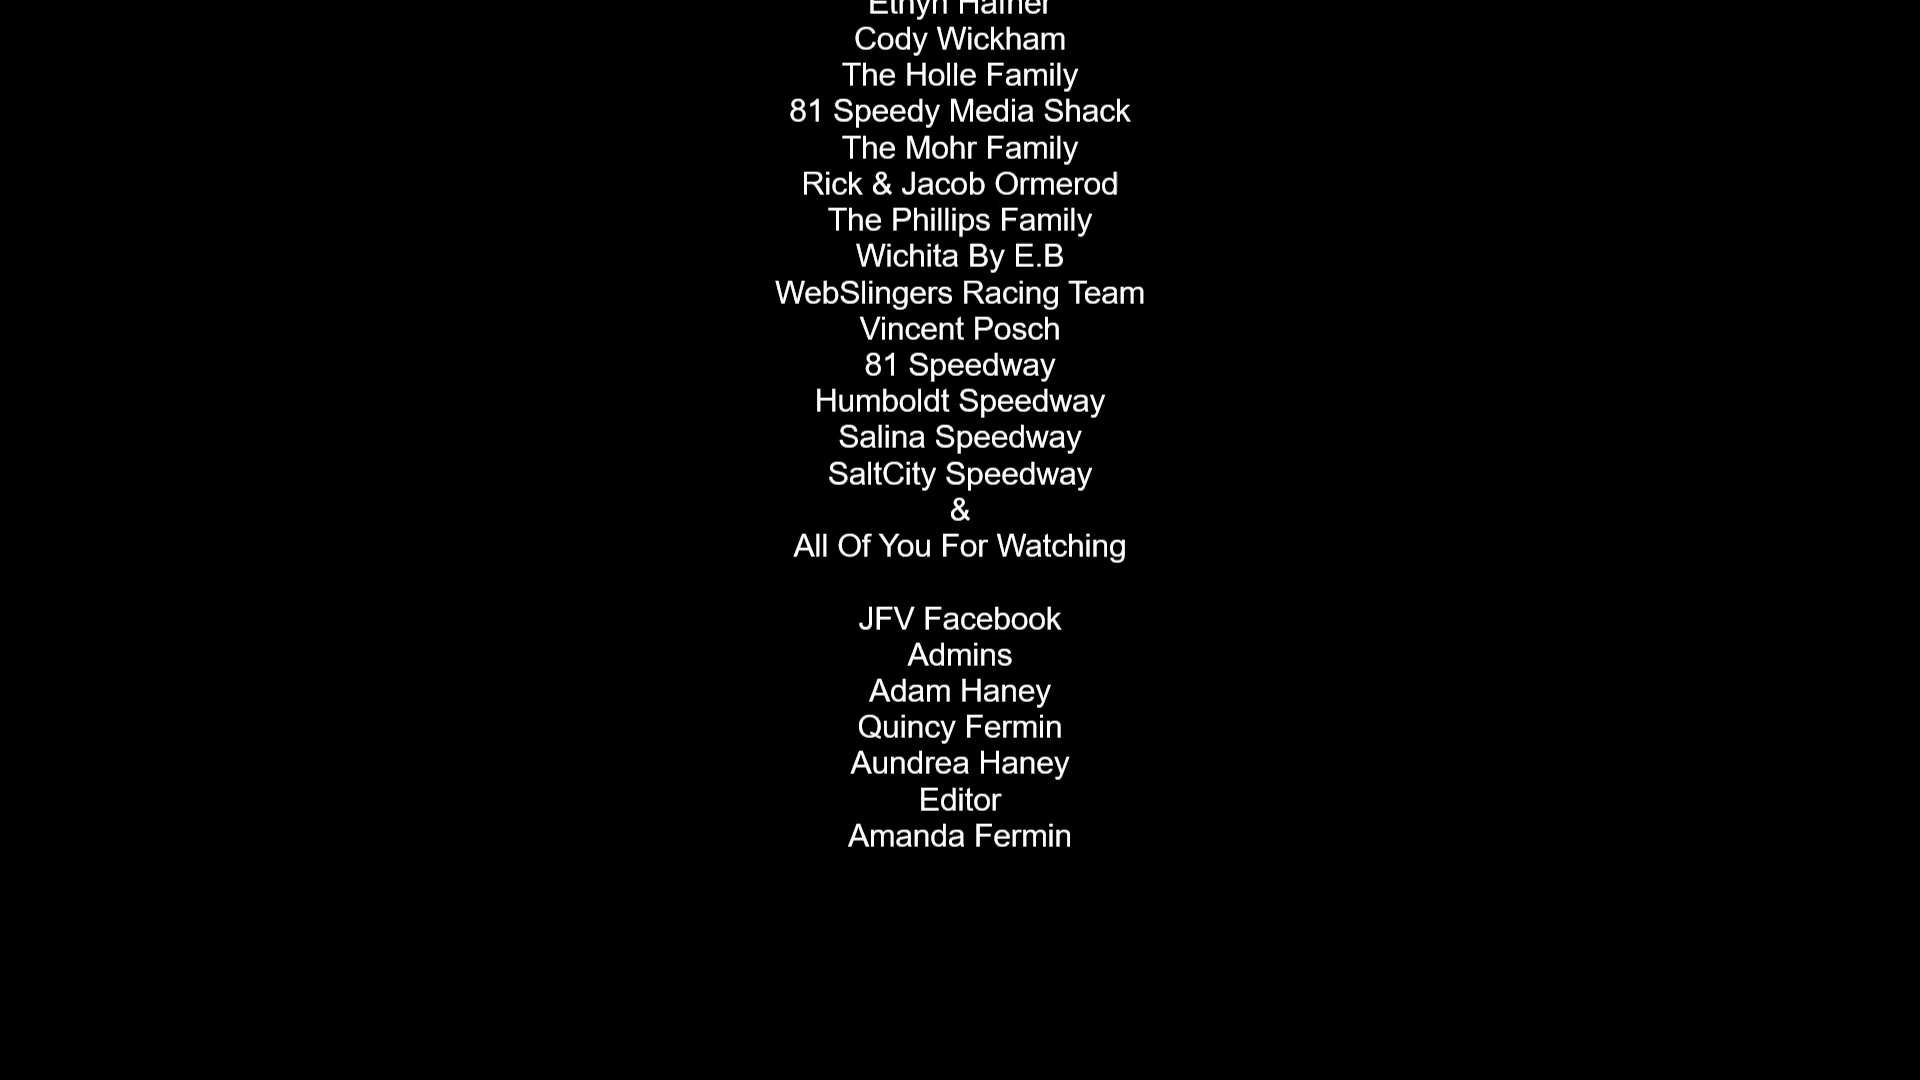 Ethyn Hafner
Cody Wickham
The Holle Family
81 Speedy Media Shack
The Mohr Family
Rick & Jacob Ormerod
The Phillips Family
Wichita By E.B
WebSlingers Racing Team
Vincent Posch
81 Speedway
Humboldt Speedway
Salina Speedway
SaltCity Speedway
&
All Of You For Watching
JFV Facebook
Admins
Adam Haney
Quincy Fermin
Aundrea Haney
Editor
Amanda Fermin